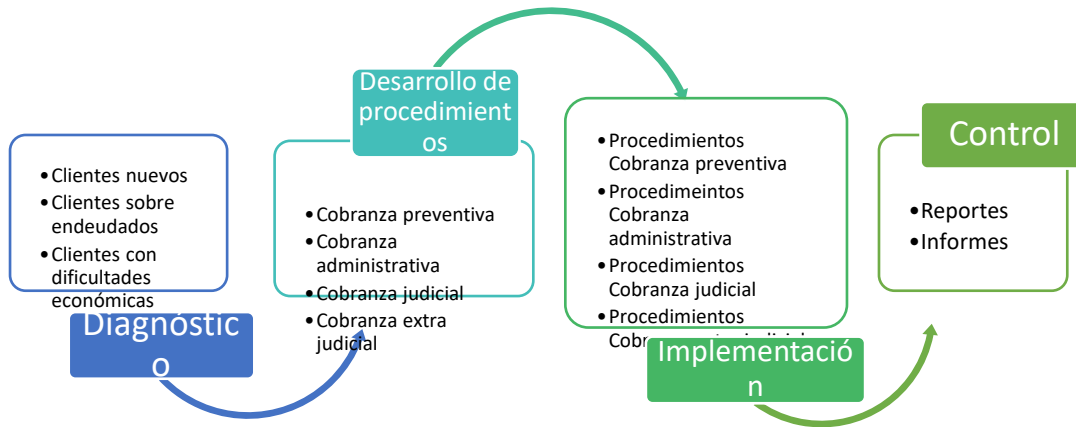 • Clientes nuevos
• Clientes sobre
endeudados
• Clientes con
dificultades
económicas
Diagnóstic
o
Desarrollo de
procedimient
os
• Cobranza preventiva
• Cobranza
administrativa
• Cobranza judicial
• Cobranza extra
judicial
• Procedimientos
Cobranza preventiva
• Procedimeintos
Cobranza
administrativa
• Procedimientos
Cobranza judicial
• Procedimientos
Implementació
n
Control
• Reportes
• Informes